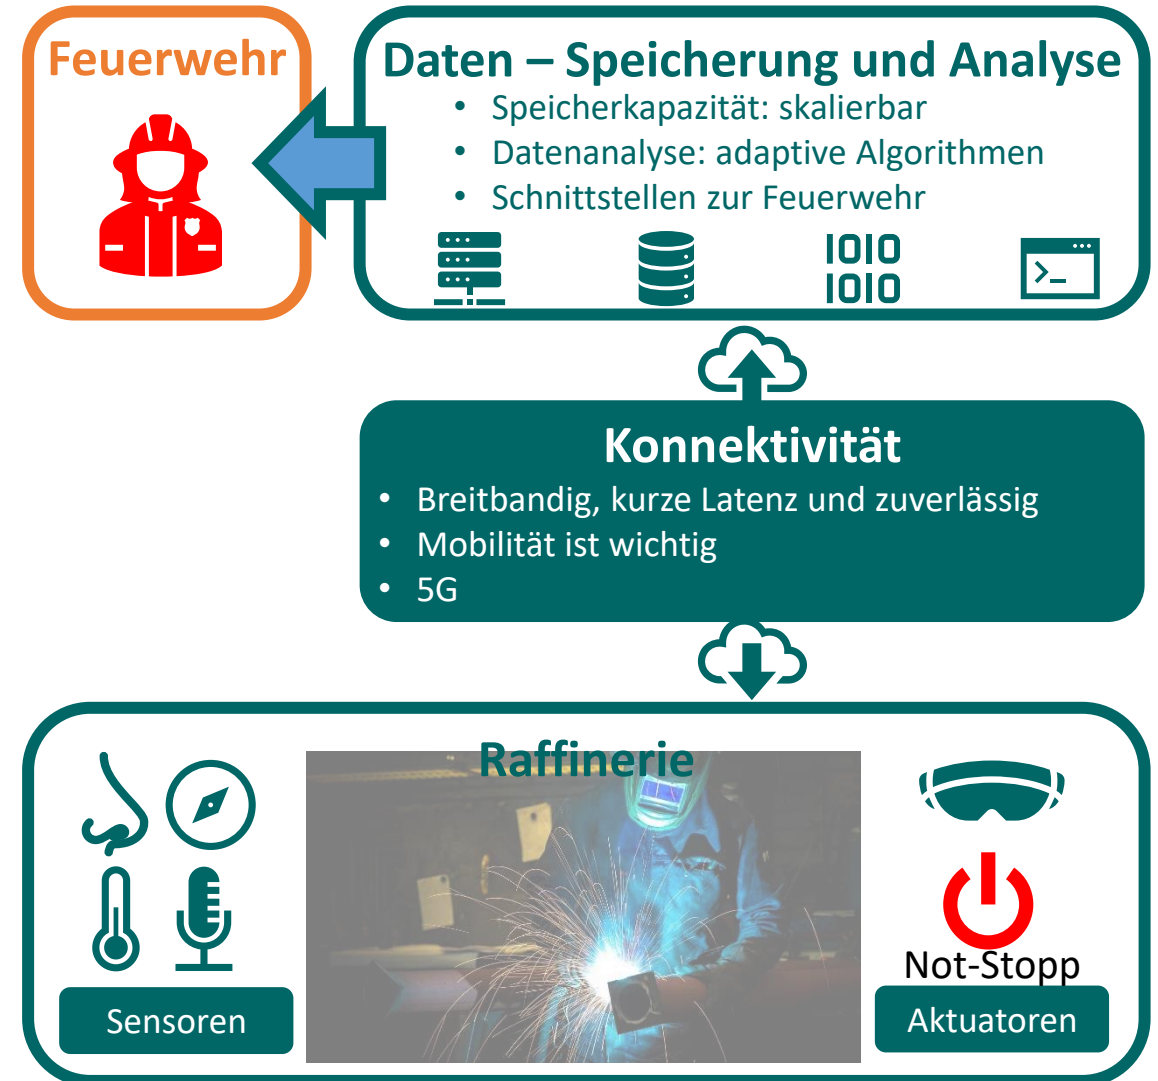 Feuerwehr
Daten – Speicherung und Analyse
• Speicherkapazität: skalierbar
• Datenanalyse: adaptive Algorithmen
• Schnittstellen zur Feuerwehr
1010
1010
>_
Konnektivität
• Breitbandig, kurze Latenz und zuverlässig
• Mobilität ist wichtig
• 5G
Raffinerie
Sensoren
Not-Stopp
Aktuatoren